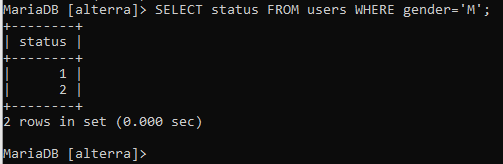 MariaDB [alterra]> SELECT status FROM users WHERE gender='M';
+--------+
| status |
+--------+
|      1 |
|      2 |
+--------+
2 rows in set (0.000 sec)
MariaDB [alterra]>